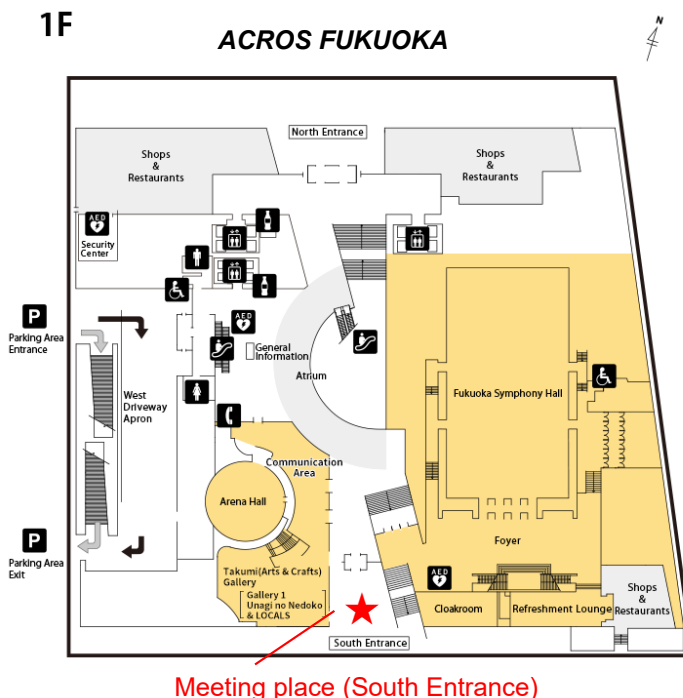 1F
ACROS FUKUOKA
N
North Entrance
Shops
&
Restaurants
Shops
&
Restaurants
AED
Security
Center
P
Parking Area
Entrance
AED
General
Information
Atrium
West
Driveway
Apron
Fukuoka Symphony Hall
Communication
Area
Arena Hall
P
Parking Area
Exit
Foyer
Takumi(Arts & Crafts)
Gallery
Gallery 1
Unagi no Nedoko
& LOCALS
AED
Cloakroom
Refreshment Lounge
Shops
&
Restaurants
South Entrance
Meeting place (South Entrance)